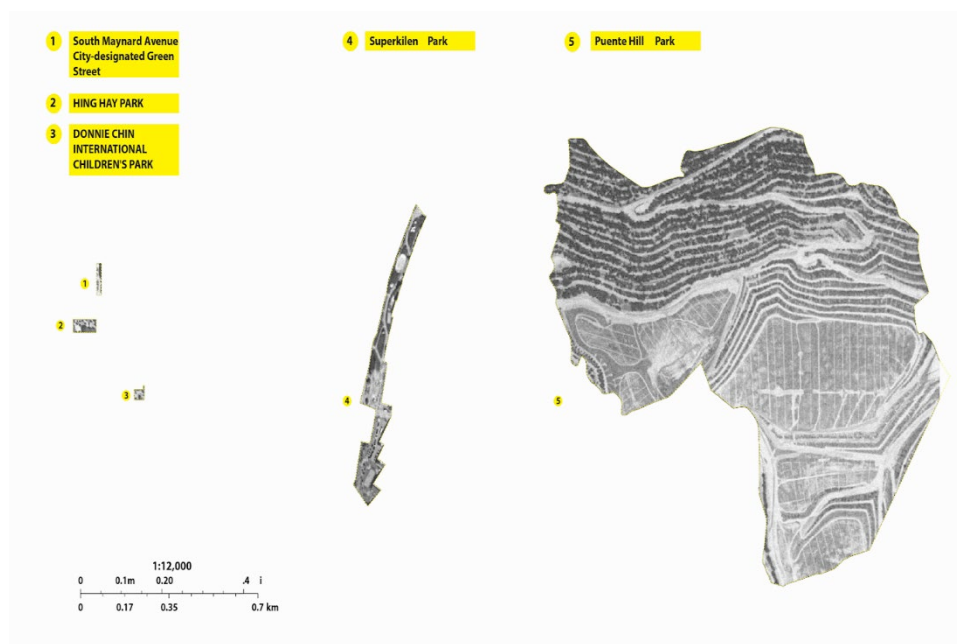 1 South Maynard Avenue
City-designated Green
Street
2 HING HAY PARK
3 DONNIE CHIN
INTERNATIONAL
CHILDREN'S PARK
4 Superkilen Park
5 Puente Hill Park
1
2
3
4
5
1:12,000
0 0.1m 0.20 .4 i
0 0.17 0.35 0.7 km